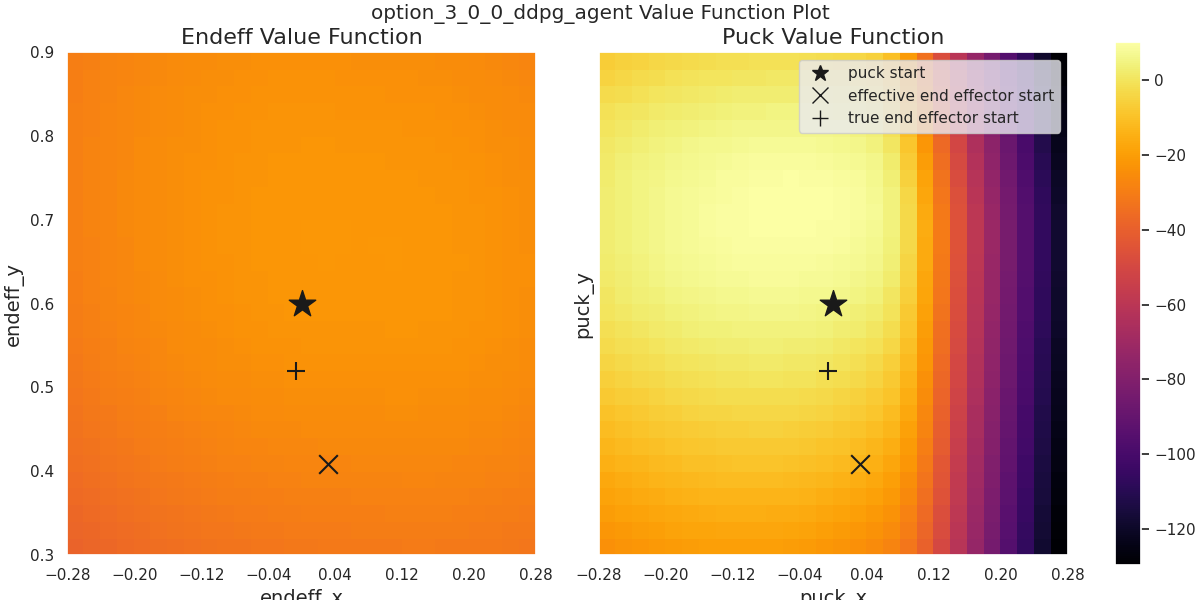 option_3_0_0_ddpg_agent Value Function Plot
Endeff Value Function
Puck Value Function
puck start
effective end effector start
true end effector start
0.9
0.8
0.7
0.6
0.5
0.4
0.3
endeff_y
−0.28 −0.20 −0.12 −0.04 0.04 0.12 0.20 0.28
endeff_x
puck_y
−0.28 −0.20 −0.12 −0.04 0.04 0.12 0.20 0.28
puck_x
0
−20
−40
−60
−80
−100
−120